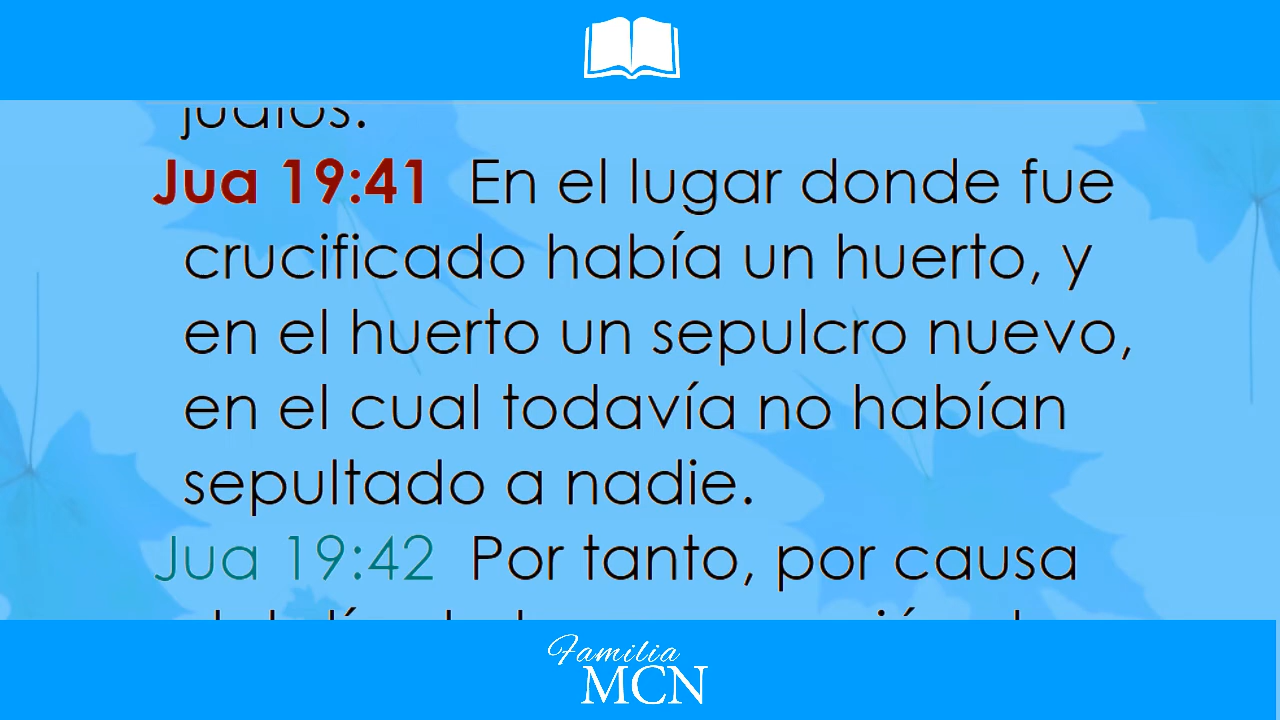 judíos.
Jua 19:41 En el lugar donde fue
crucificado había un huerto, y
en el huerto un sepulcro nuevo,
en el cual todavía no habían
sepultado a nadie.
Jua 19:42 Por tanto, por causa
Familia
MCN